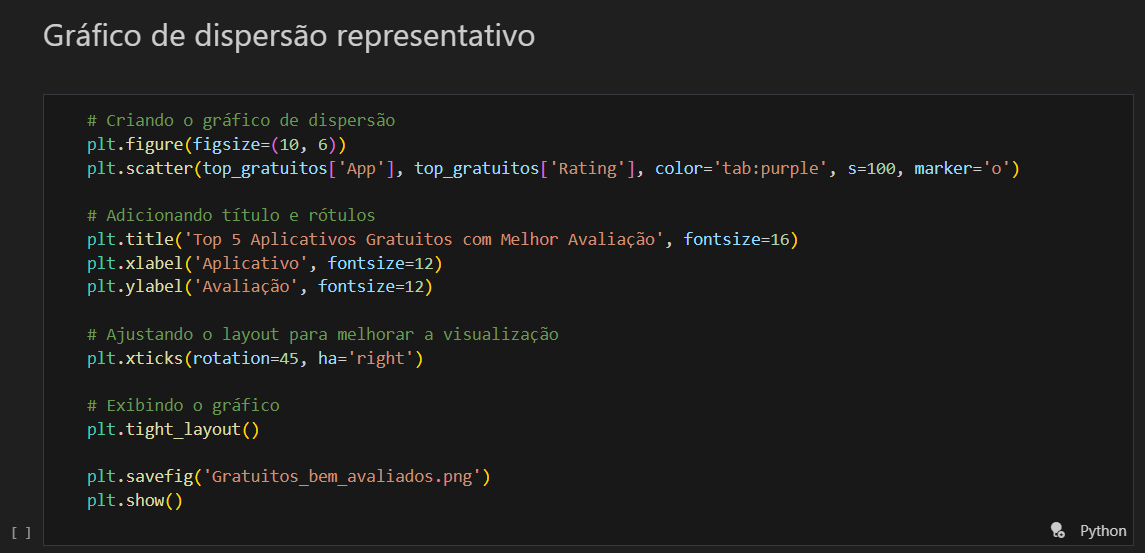 Gráfico de dispersão representativo
# Criando o gráfico de dispersão
plt.figure(figsize=(10, 6))
plt.scatter(top_gratuitos['App'], top_gratuitos['Rating'], color='tab:purple', s=100, marker='o')
# Adicionando título e rótulos
plt.title('Top 5 Aplicativos Gratuitos com Melhor Avaliação', fontsize=16)
plt.xlabel('Aplicativo', fontsize=12)
plt.ylabel('Avaliação', fontsize=12)
# Ajustando o layout para melhorar a visualização
plt.xticks(rotation=45, ha='right')
# Exibindo o gráfico
plt.tight_layout()
plt.savefig('Gratuitos_bem_avaliados.png')
plt.show()
[ ]
Python